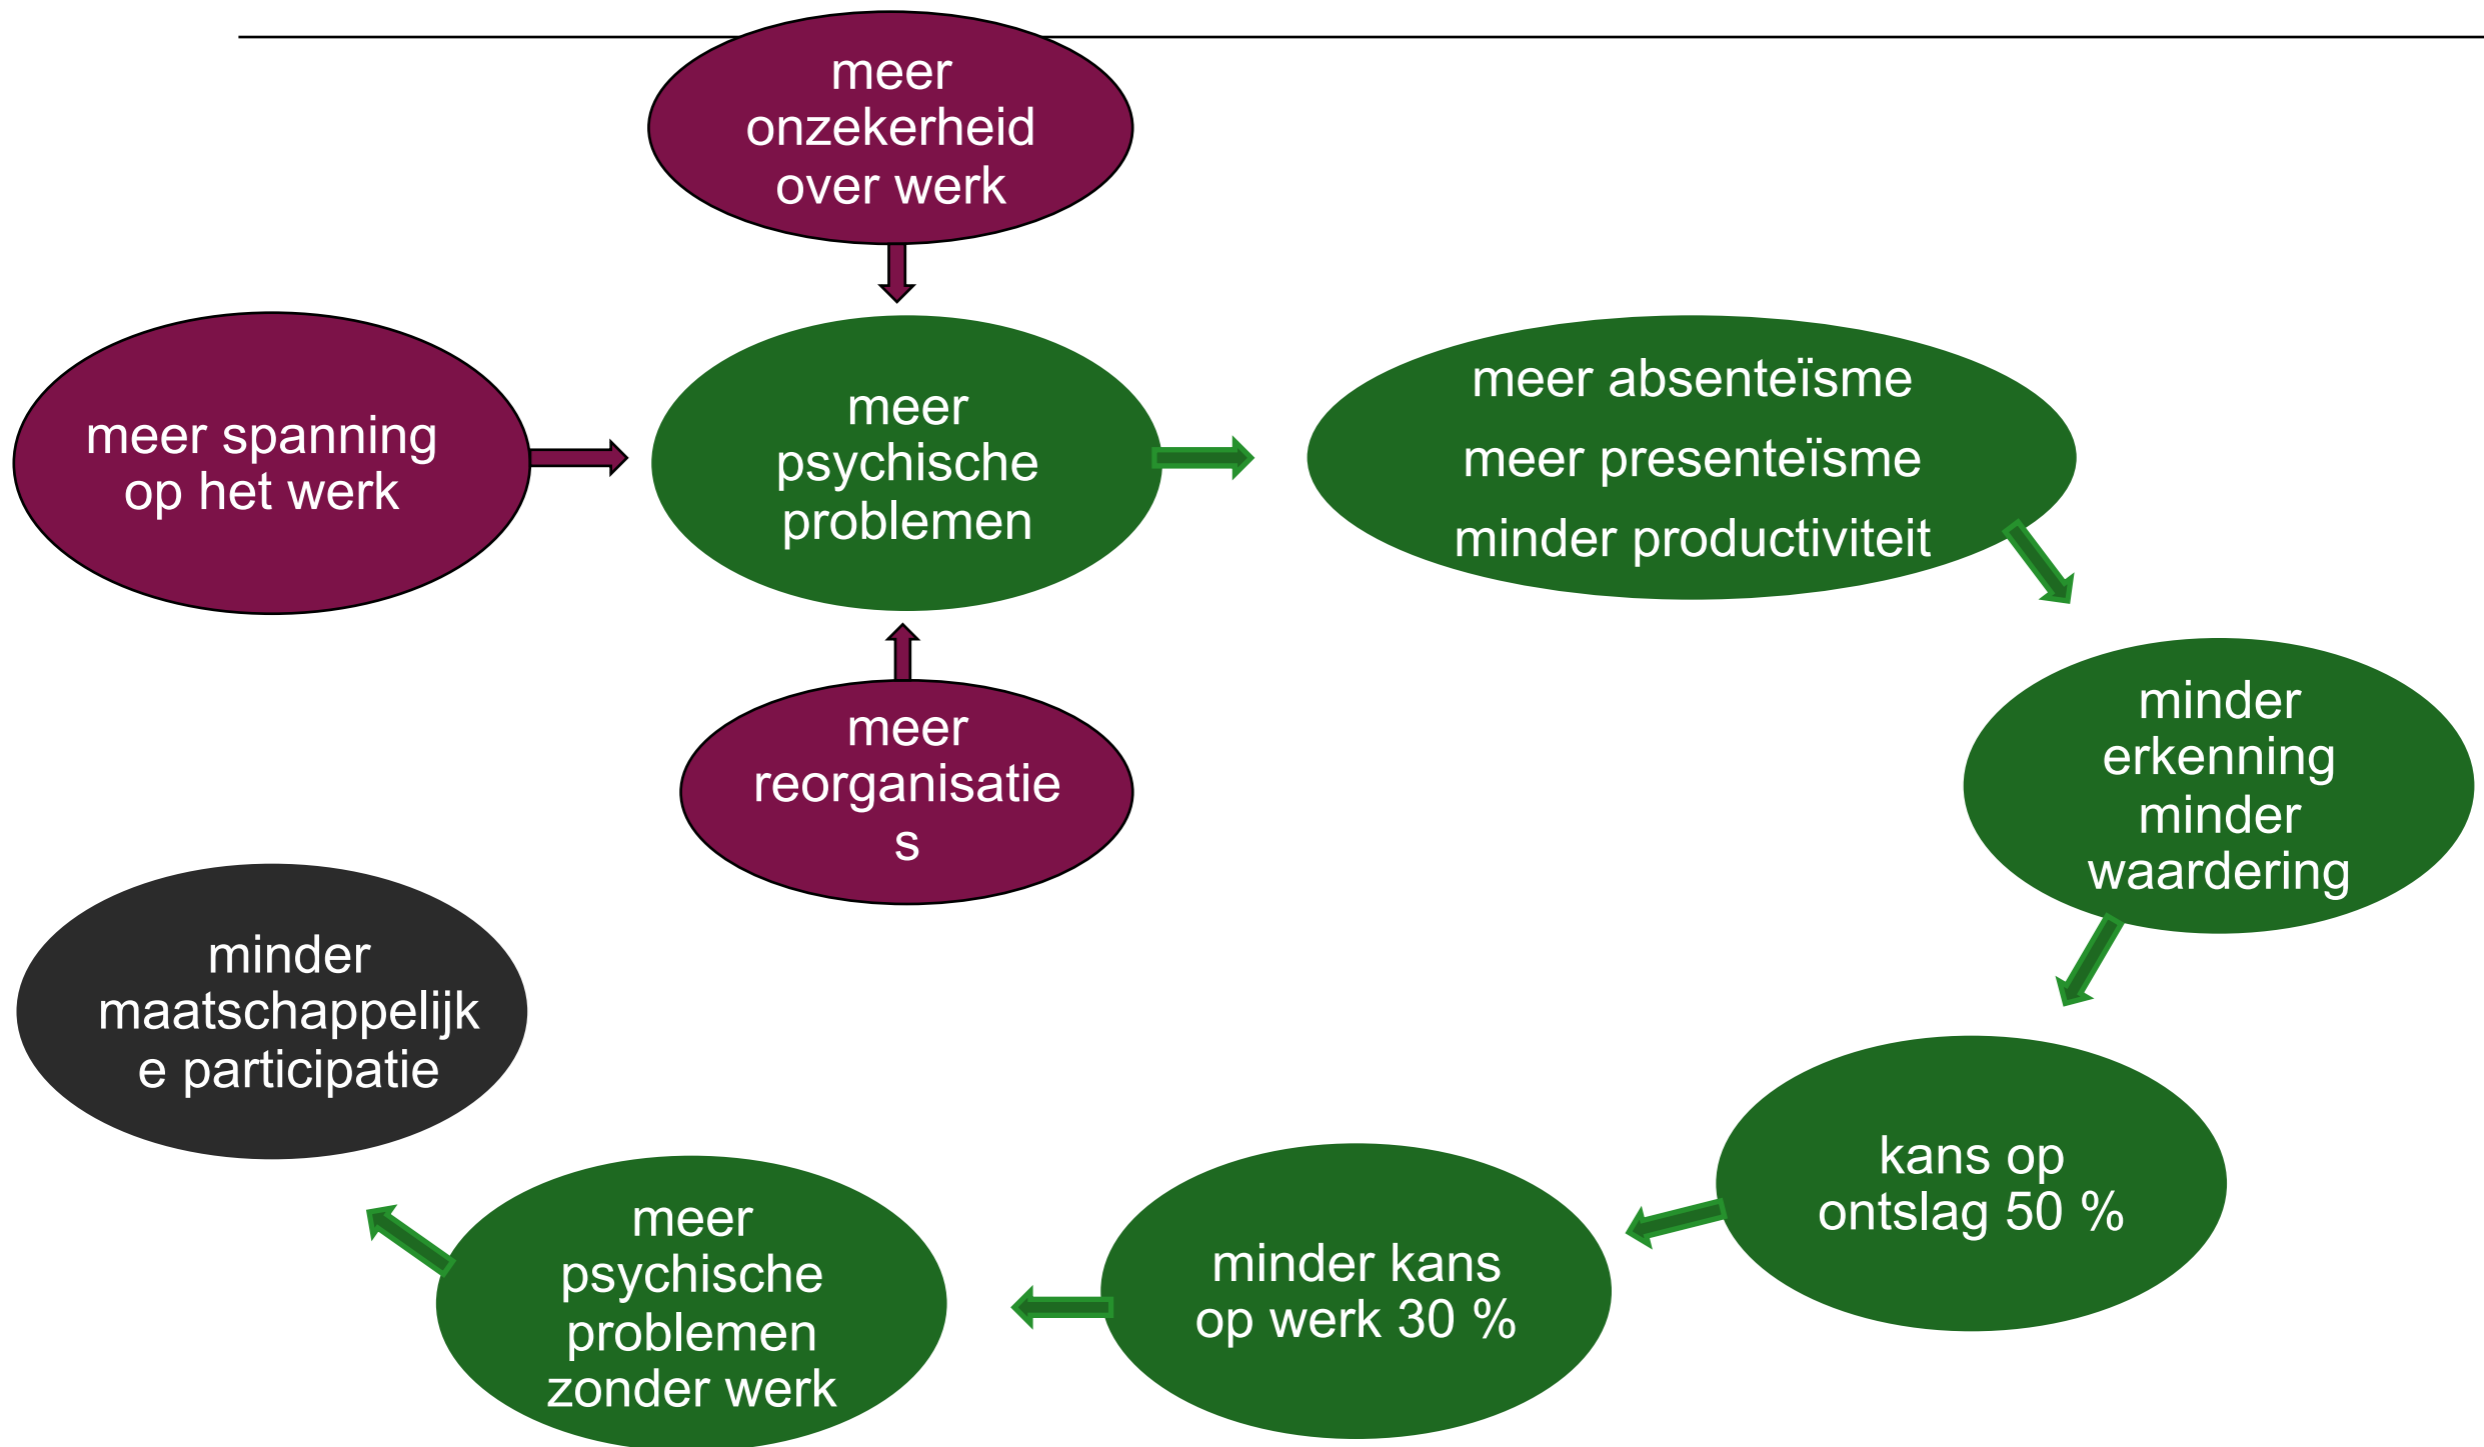 meer
onzekerheid
over werk
meer spanning
op het werk
meer
psychische
problemen
meer absenteïsme
meer presenteïsme
minder productiviteit
meer
reorganisatie
s
minder
erkenning
minder
waardering
kans op
ontslag 50 %
minder kans
op werk 30 %
meer
psychische
problemen
zonder werk
minder
maatschappelijk
e participatie